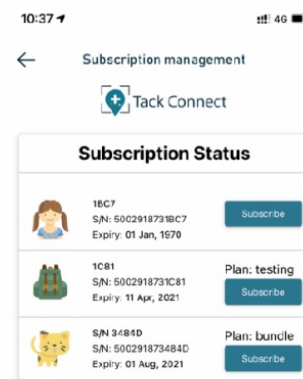 10:37
4G
Subscription management
Tack Connect
Subscription Status
1BC7
S/N: 5002918731BC7
Expiry: 01 Jan, 1970
Subscribe
1C81
S/N: 5002918731C81
Expiry: 11 Apr, 2021
Plan: testing
Subscribe
S/N 3484D
S/N: 500291873484D
Expiry: 01 Aug, 2021
Plan: bundle
Subscribe